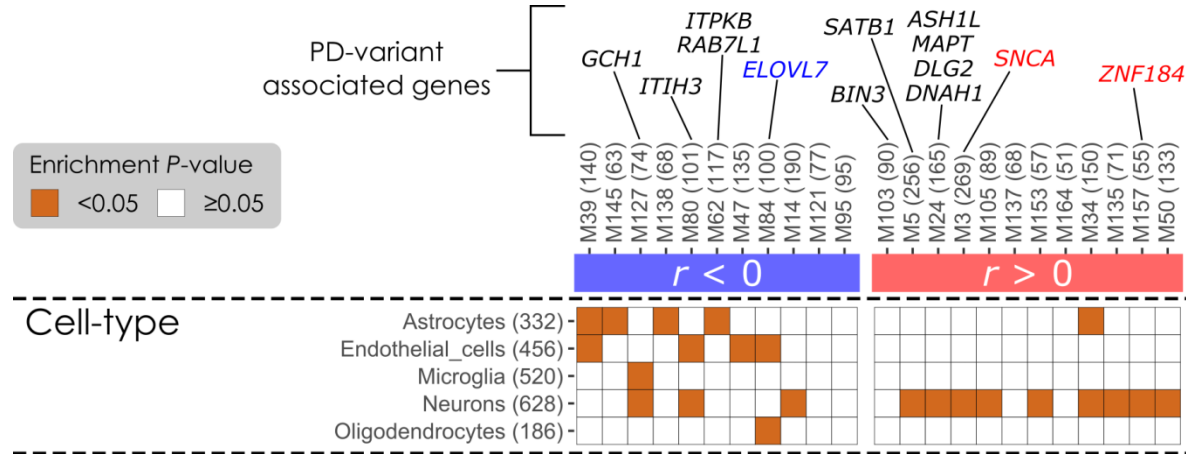 PD-variant
associated genes
GCH1
ITIH3
ITPKB
RAB7L1
ELOVL7
SATB1
BIN3
ASH1L
MAPT
DLG2
DNAH1
SNCA
ZNF184
Enrichment P-value
<0.05 ≥0.05
M39 (140)
M145 (63)
M127 (74)
M138 (68)
M80 (101)
M62 (117)
M47 (135)
M84 (100)
M14 (190)
M121 (77)
M95 (95)
M103 (90)
M5 (256)
M24 (165)
M3 (269)
M105 (89)
M137 (68)
M153 (57)
M164 (51)
M34 (150)
M135 (71)
M157 (55)
M50 (133)
r < 0
r > 0
Cell-type
Astrocytes (332)
Endothelial_cells (456)
Microglia (520)
Neurons (628)
Oligodendrocytes (186)